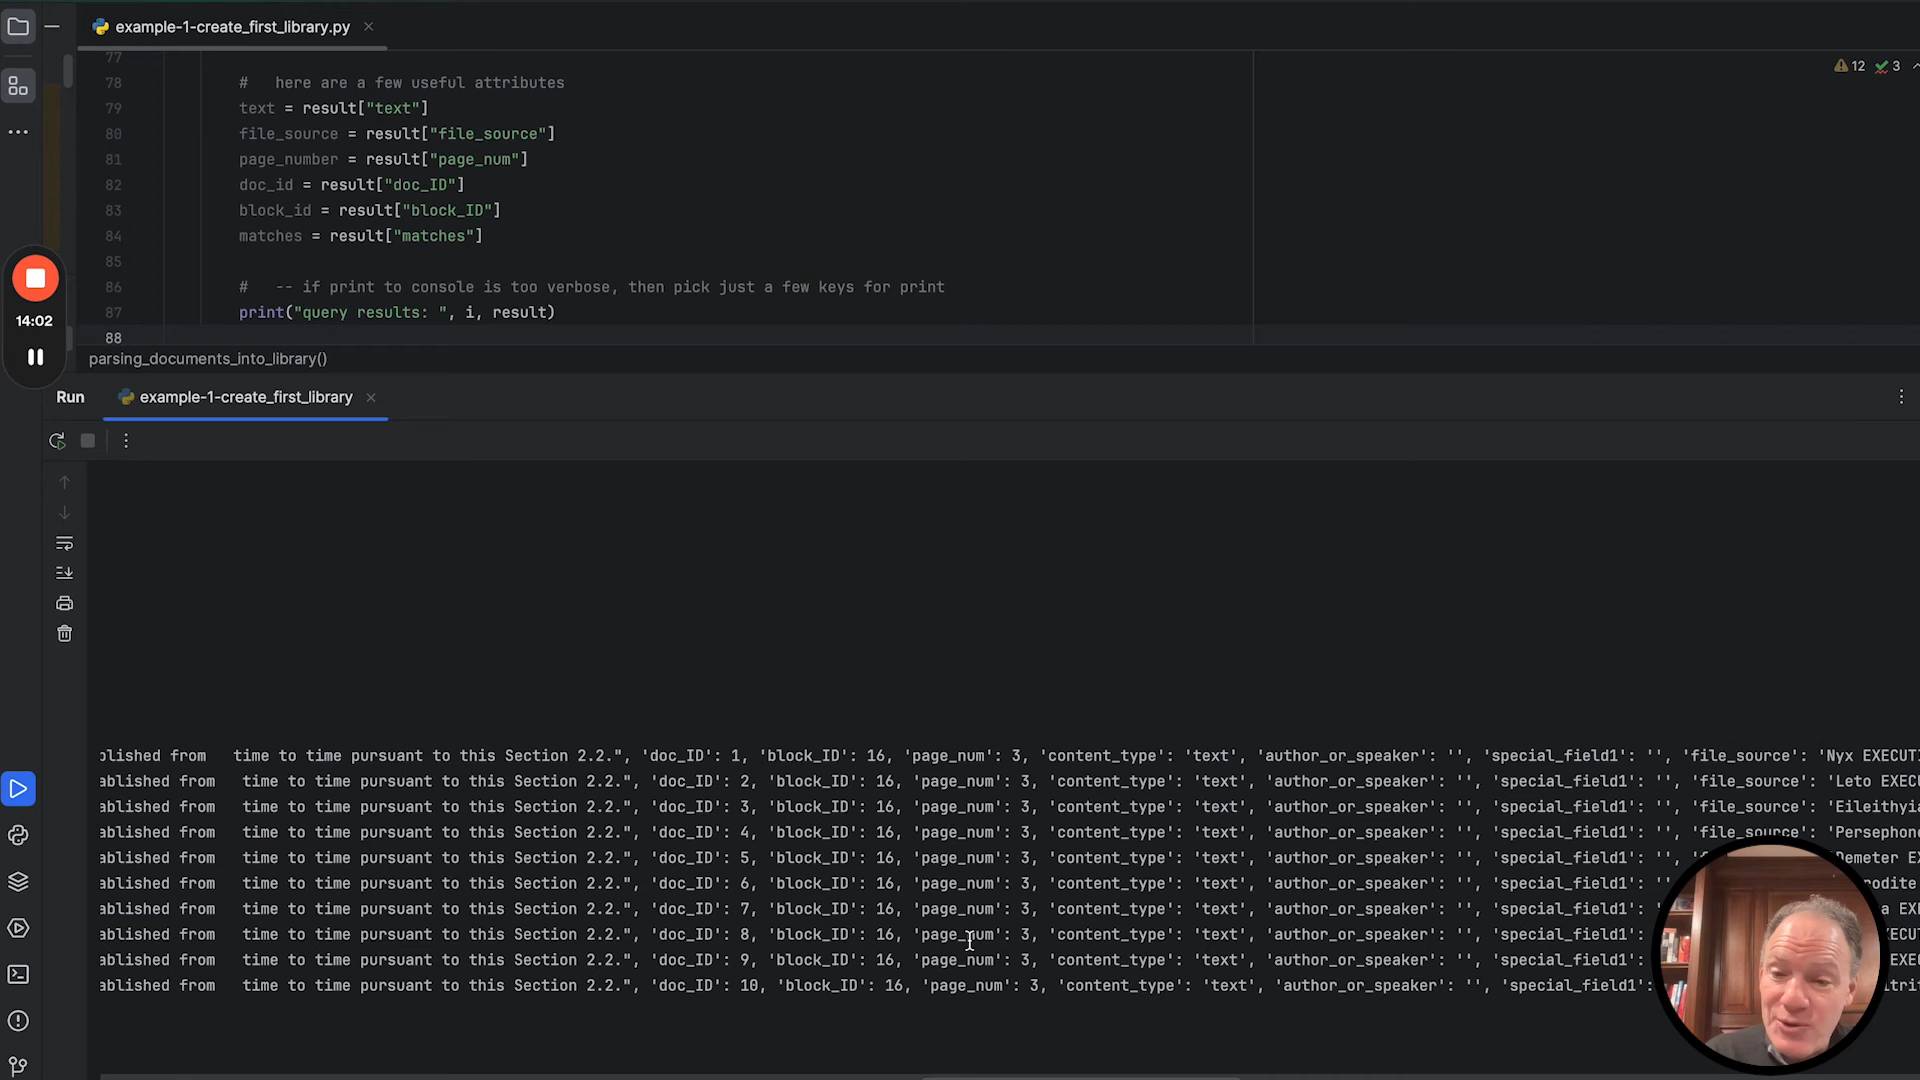 example-1-create_first_library.py
77
12 3
78 # here are a few useful attributes
79 text = result["text"]
80 file_source = result["file_source"]
81 page_number = result["page_num"]
82 doc_id = result["doc_ID"]
83 block_id = result["block_ID"]
84 matches = result["matches"]
85
86 # -- if print to console is too verbose, then pick just a few keys for print
87 print("query results: ", i, result)
88
14:02
parsing_documents_into_library()
Run example-1-create_first_library
blished from time to time pursuant to this Section 2.2.", 'doc_ID': 1, 'block_ID': 16, 'page_num': 3, 'content_type': 'text', 'author_or_speaker': '', 'special_field1': '', 'file_source': 'Nyx EXECUTI
ablished from time to time pursuant to this Section 2.2.", 'doc_ID': 2, 'block_ID': 16, 'page_num': 3, 'content_type': 'text', 'author_or_speaker': '', 'special_field1': '', 'file_source': 'Leto EXECU
ablished from time to time pursuant to this Section 2.2.", 'doc_ID': 3, 'block_ID': 16, 'page_num': 3, 'content_type': 'text', 'author_or_speaker': '', 'special_field1': '', 'file_source': 'Eileithyia
ablished from time to time pursuant to this Section 2.2.", 'doc_ID': 4, 'block_ID': 16, 'page_num': 3, 'content_type': 'text', 'author_or_speaker': '', 'special_field1': '', 'file_source': 'Persephone
ablished from time to time pursuant to this Section 2.2.", 'doc_ID': 5, 'block_ID': 16, 'page_num': 3, 'content_type': 'text', 'author_or_speaker': '', 'special_field1': '', Demeter EX
ablished from time to time pursuant to this Section 2.2.", 'doc_ID': 6, 'block_ID': 16, 'page_num': 3, 'content_type': 'text', 'author_or_speaker': '', 'special_field1': '', rodite
ablished from time to time pursuant to this Section 2.2.", 'doc_ID': 7, 'block_ID': 16, 'page_num': 3, 'content_type': 'text', 'author_or_speaker': '', 'special_field1': '', a EXE
ablished from time to time pursuant to this Section 2.2.", 'doc_ID': 8, 'block_ID': 16, 'page_num': 3, 'content_type': 'text', 'author_or_speaker': '', 'special_field1': ECUT
ablished from time to time pursuant to this Section 2.2.", 'doc_ID': 9, 'block_ID': 16, 'page_num': 3, 'content_type': 'text', 'author_or_speaker': '', 'special_field1': EXE
ablished from time to time pursuant to this Section 2.2.", 'doc_ID': 10, 'block_ID': 16, 'page_num': 3, 'content_type': 'text', 'author_or_speaker': '', 'special_field1': itrit